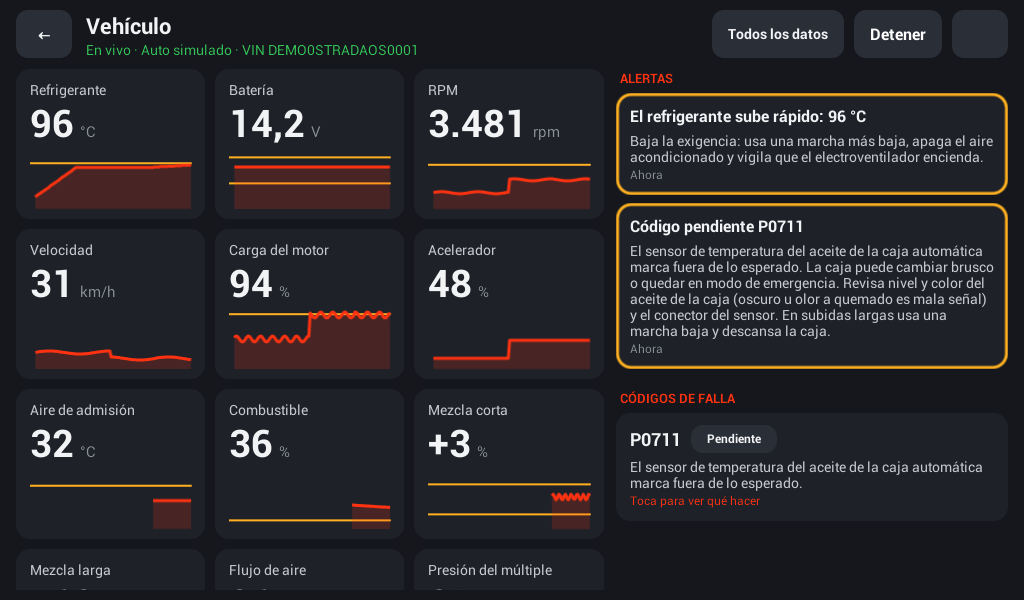 ←
Vehículo
En vivo · Auto simulado · VIN DEMO0STRADAOS0001
Todos los datos
Detener
Refrigerante
96 °C
Batería
14,2 V
RPM
3.481 rpm
Velocidad
31 km/h
Carga del motor
94 %
Acelerador
48 %
Aire de admisión
32 °C
Combustible
36 %
Mezcla corta
+3 %
Mezcla larga
Flujo de aire
Presión del múltiple
ALERTAS
El refrigerante sube rápido: 96 °C
Baja la exigencia: usa una marcha más baja, apaga el aire
acondicionado y vigila que el electroventilador encienda.
Ahora
Código pendiente P0711
El sensor de temperatura del aceite de la caja automática
marca fuera de lo esperado. La caja puede cambiar brusco
o quedar en modo de emergencia. Revisa nivel y color del
aceite de la caja (oscuro u olor a quemado es mala señal)
y el conector del sensor. En subidas largas usa una
marcha baja y descansa la caja.
Ahora
CÓDIGOS DE FALLA
P0711 Pendiente
El sensor de temperatura del aceite de la caja automática
marca fuera de lo esperado.
Toca para ver qué hacer